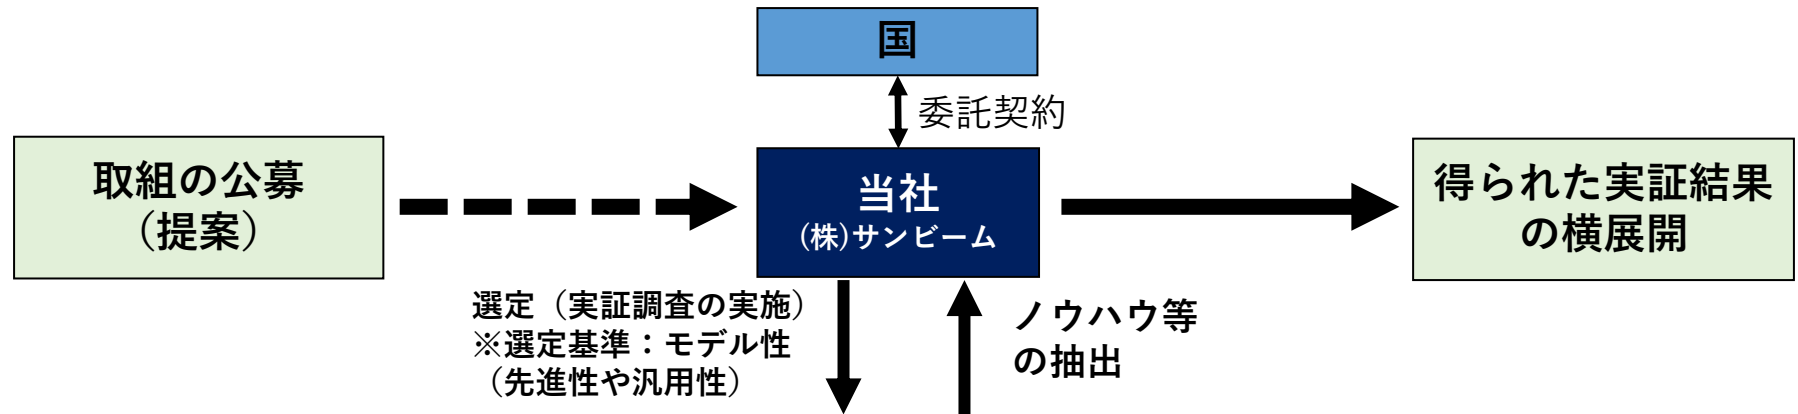 国
委託契約
取組の公募
（提案）
当社
(株)サンビーム
得られた実証結果
の横展開
選定（実証調査の実施）
※選定基準：モデル性
（先進性や汎用性）
ノウハウ等
の抽出